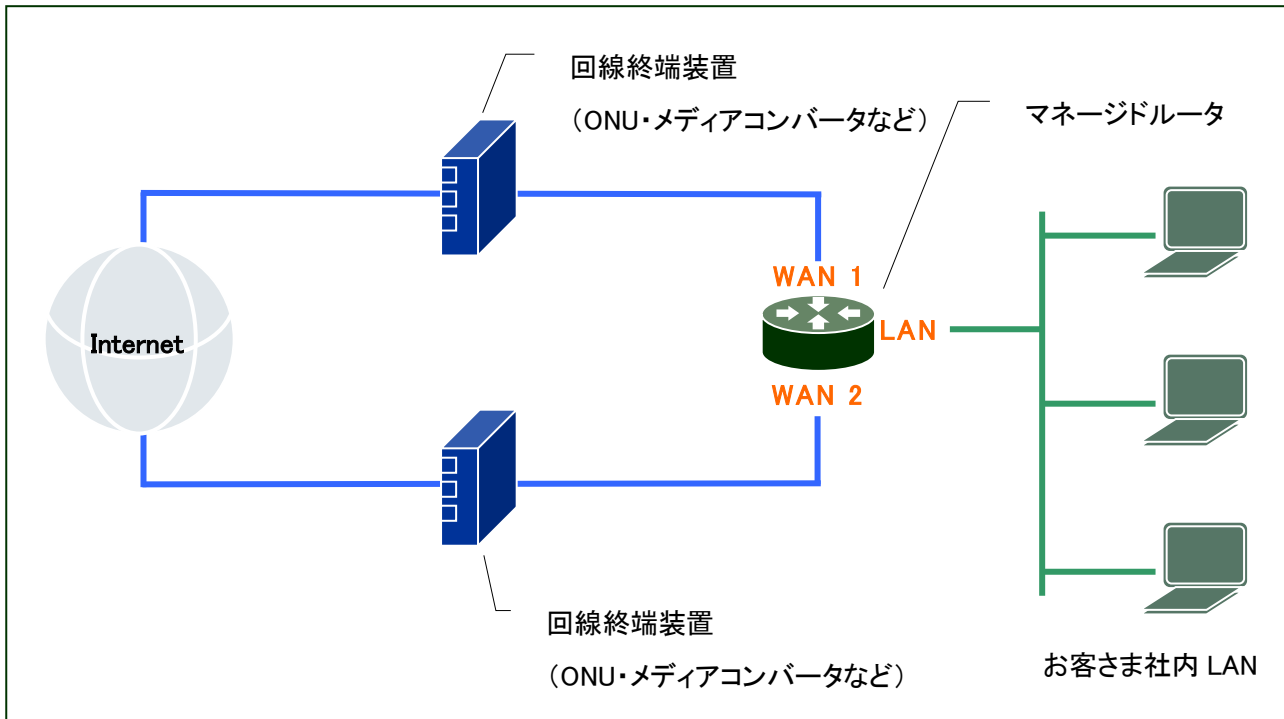 回線終端装置
（ONU・メディアコンバータなど）
マネージドルータ
WAN 1
Internet
LAN
WAN 2
回線終端装置
（ONU・メディアコンバータなど）
お客さま社内 LAN